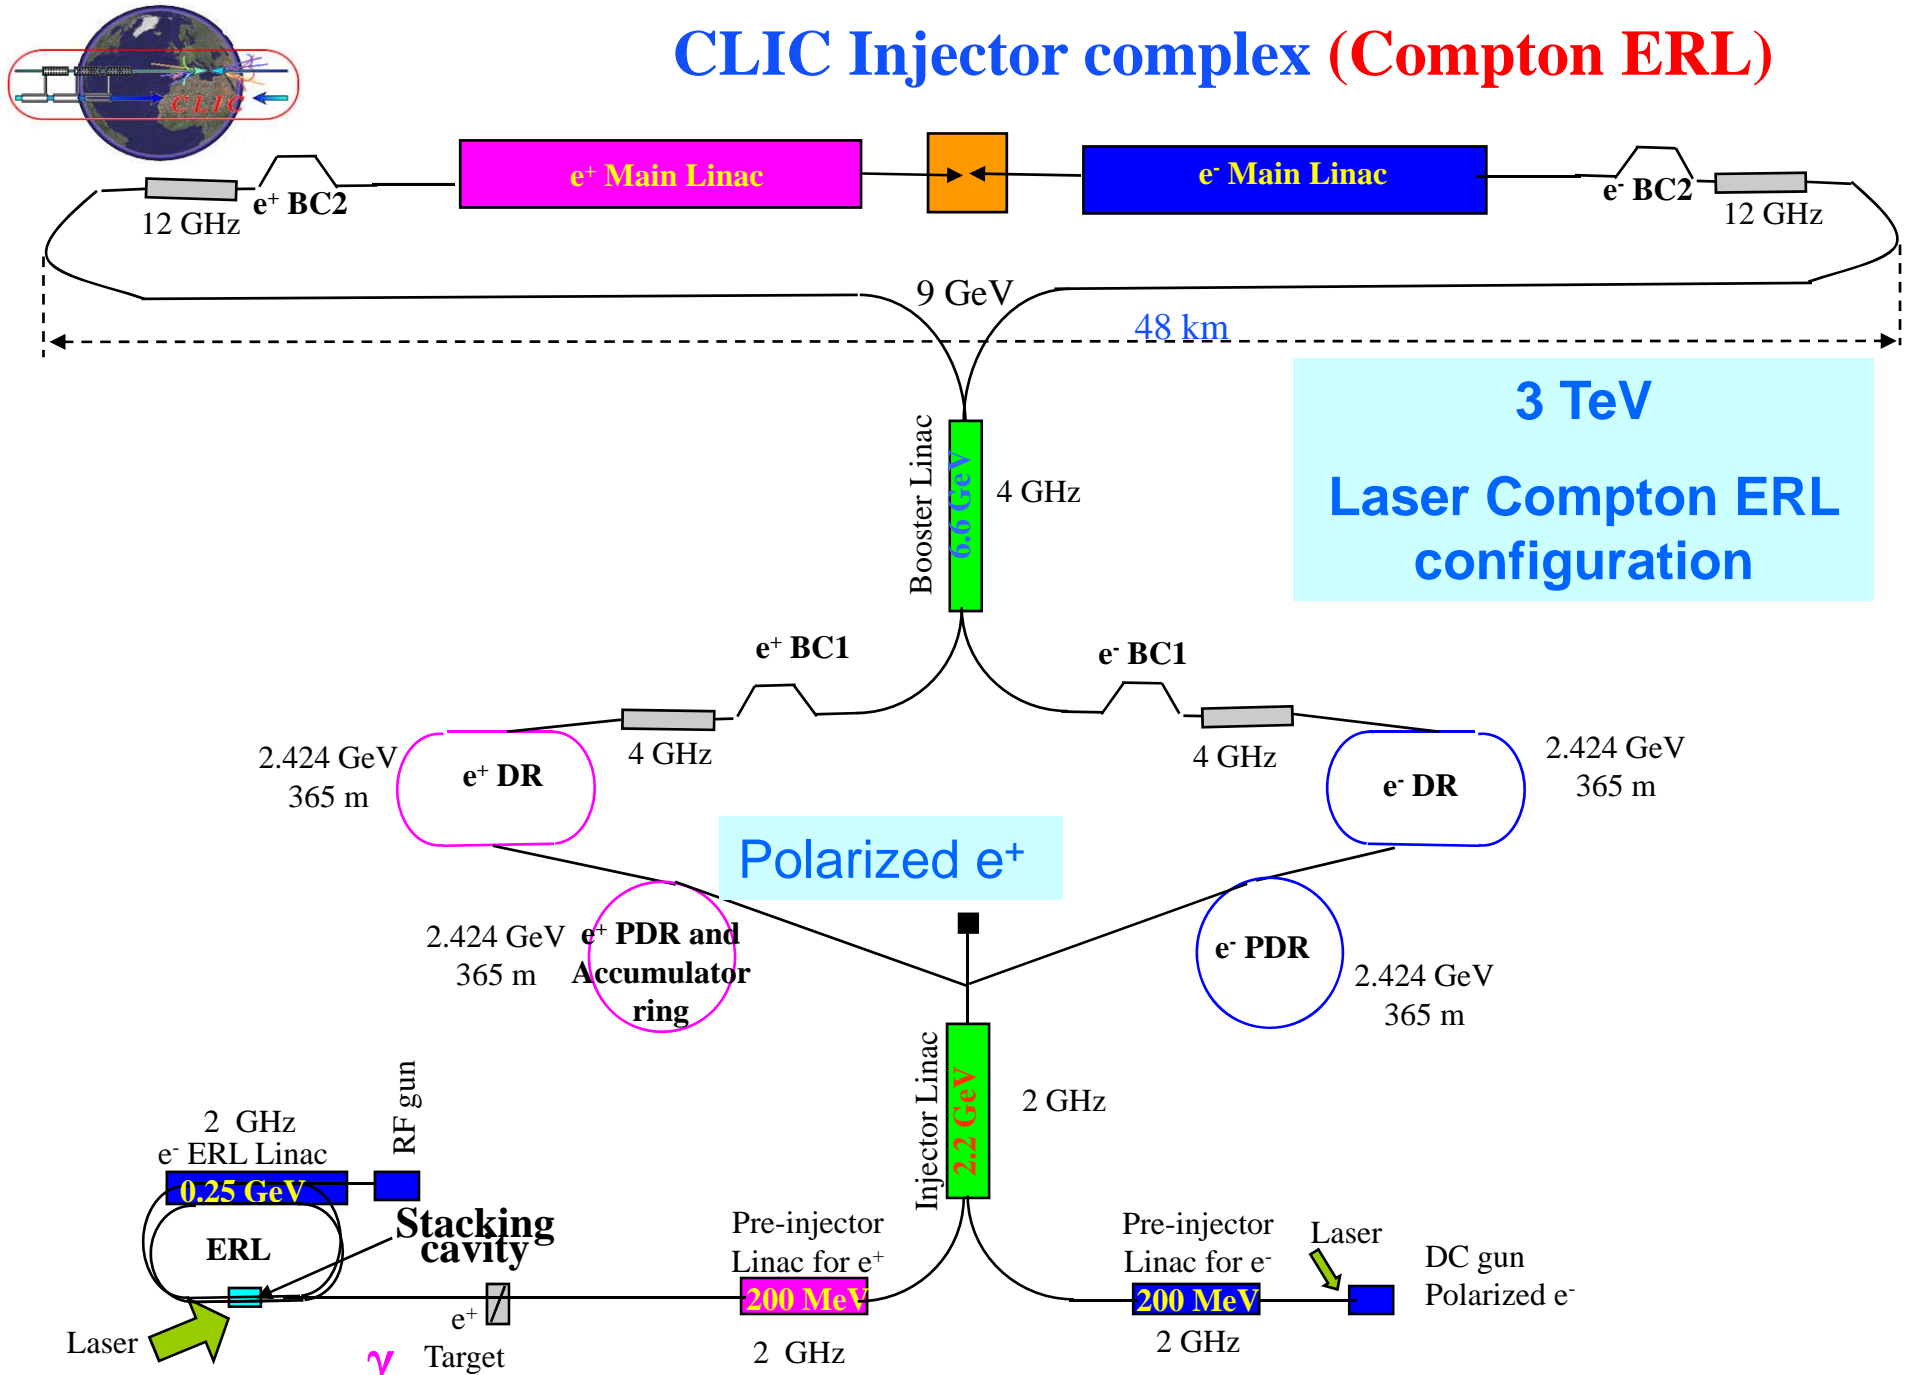 CLIC Injector complex (Compton ERL)
CLIC
e⁺ Main Linac
e⁻ Main Linac
12 GHz
e⁺ BC2
e⁻ BC2
12 GHz
9 GeV
48 km
3 TeV
Laser Compton ERL
configuration
Booster Linac
6.6 GeV
4 GHz
e⁺ BC1
e⁻ BC1
4 GHz
4 GHz
2.424 GeV
365 m
e⁺ DR
e⁻ DR
2.424 GeV
365 m
Polarized e⁺
2.424 GeV
365 m
e⁺ PDR and
Accumulator
ring
e⁻ PDR
2.424 GeV
365 m
Injector Linac
2.2 GeV
2 GHz
RF gun
2 GHz
e⁻ ERL Linac
0.25 GeV
ERL
Stacking
cavity
Laser
γ
e⁺
Target
Pre-injector
Linac for e⁺
200 MeV
2 GHz
Pre-injector
Linac for e⁻
200 MeV
2 GHz
Laser
DC gun
Polarized e⁻